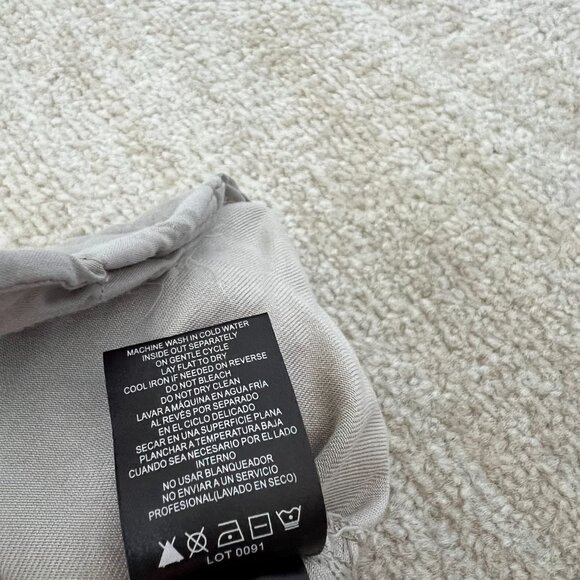 MACHINE WASH IN COLD WATER
INSIDE OUT SEPARATELY
ON GENTLE CYCLE
LAY FLAT TO DRY
COOL IRON IF NEEDED ON REVERSE
DO NOT BLEACH
DO NOT DRY CLEAN
LAVAR A MÁQUINA EN AGUA FRÍA
AL REVÉS POR SEPARADO
EN EL CICLO DELICADO
SECAR EN UNA SUPERFICIE PLANA
PLANCHAR A TEMPERATURA BAJA
CUANDO SEA NECESARIO POR EL LADO
INTERNO
NO USAR BLANQUEADOR
NO ENVIAR A UN SERVICIO
PROFESIONAL(LAVADO EN SECO)
LOT 0091